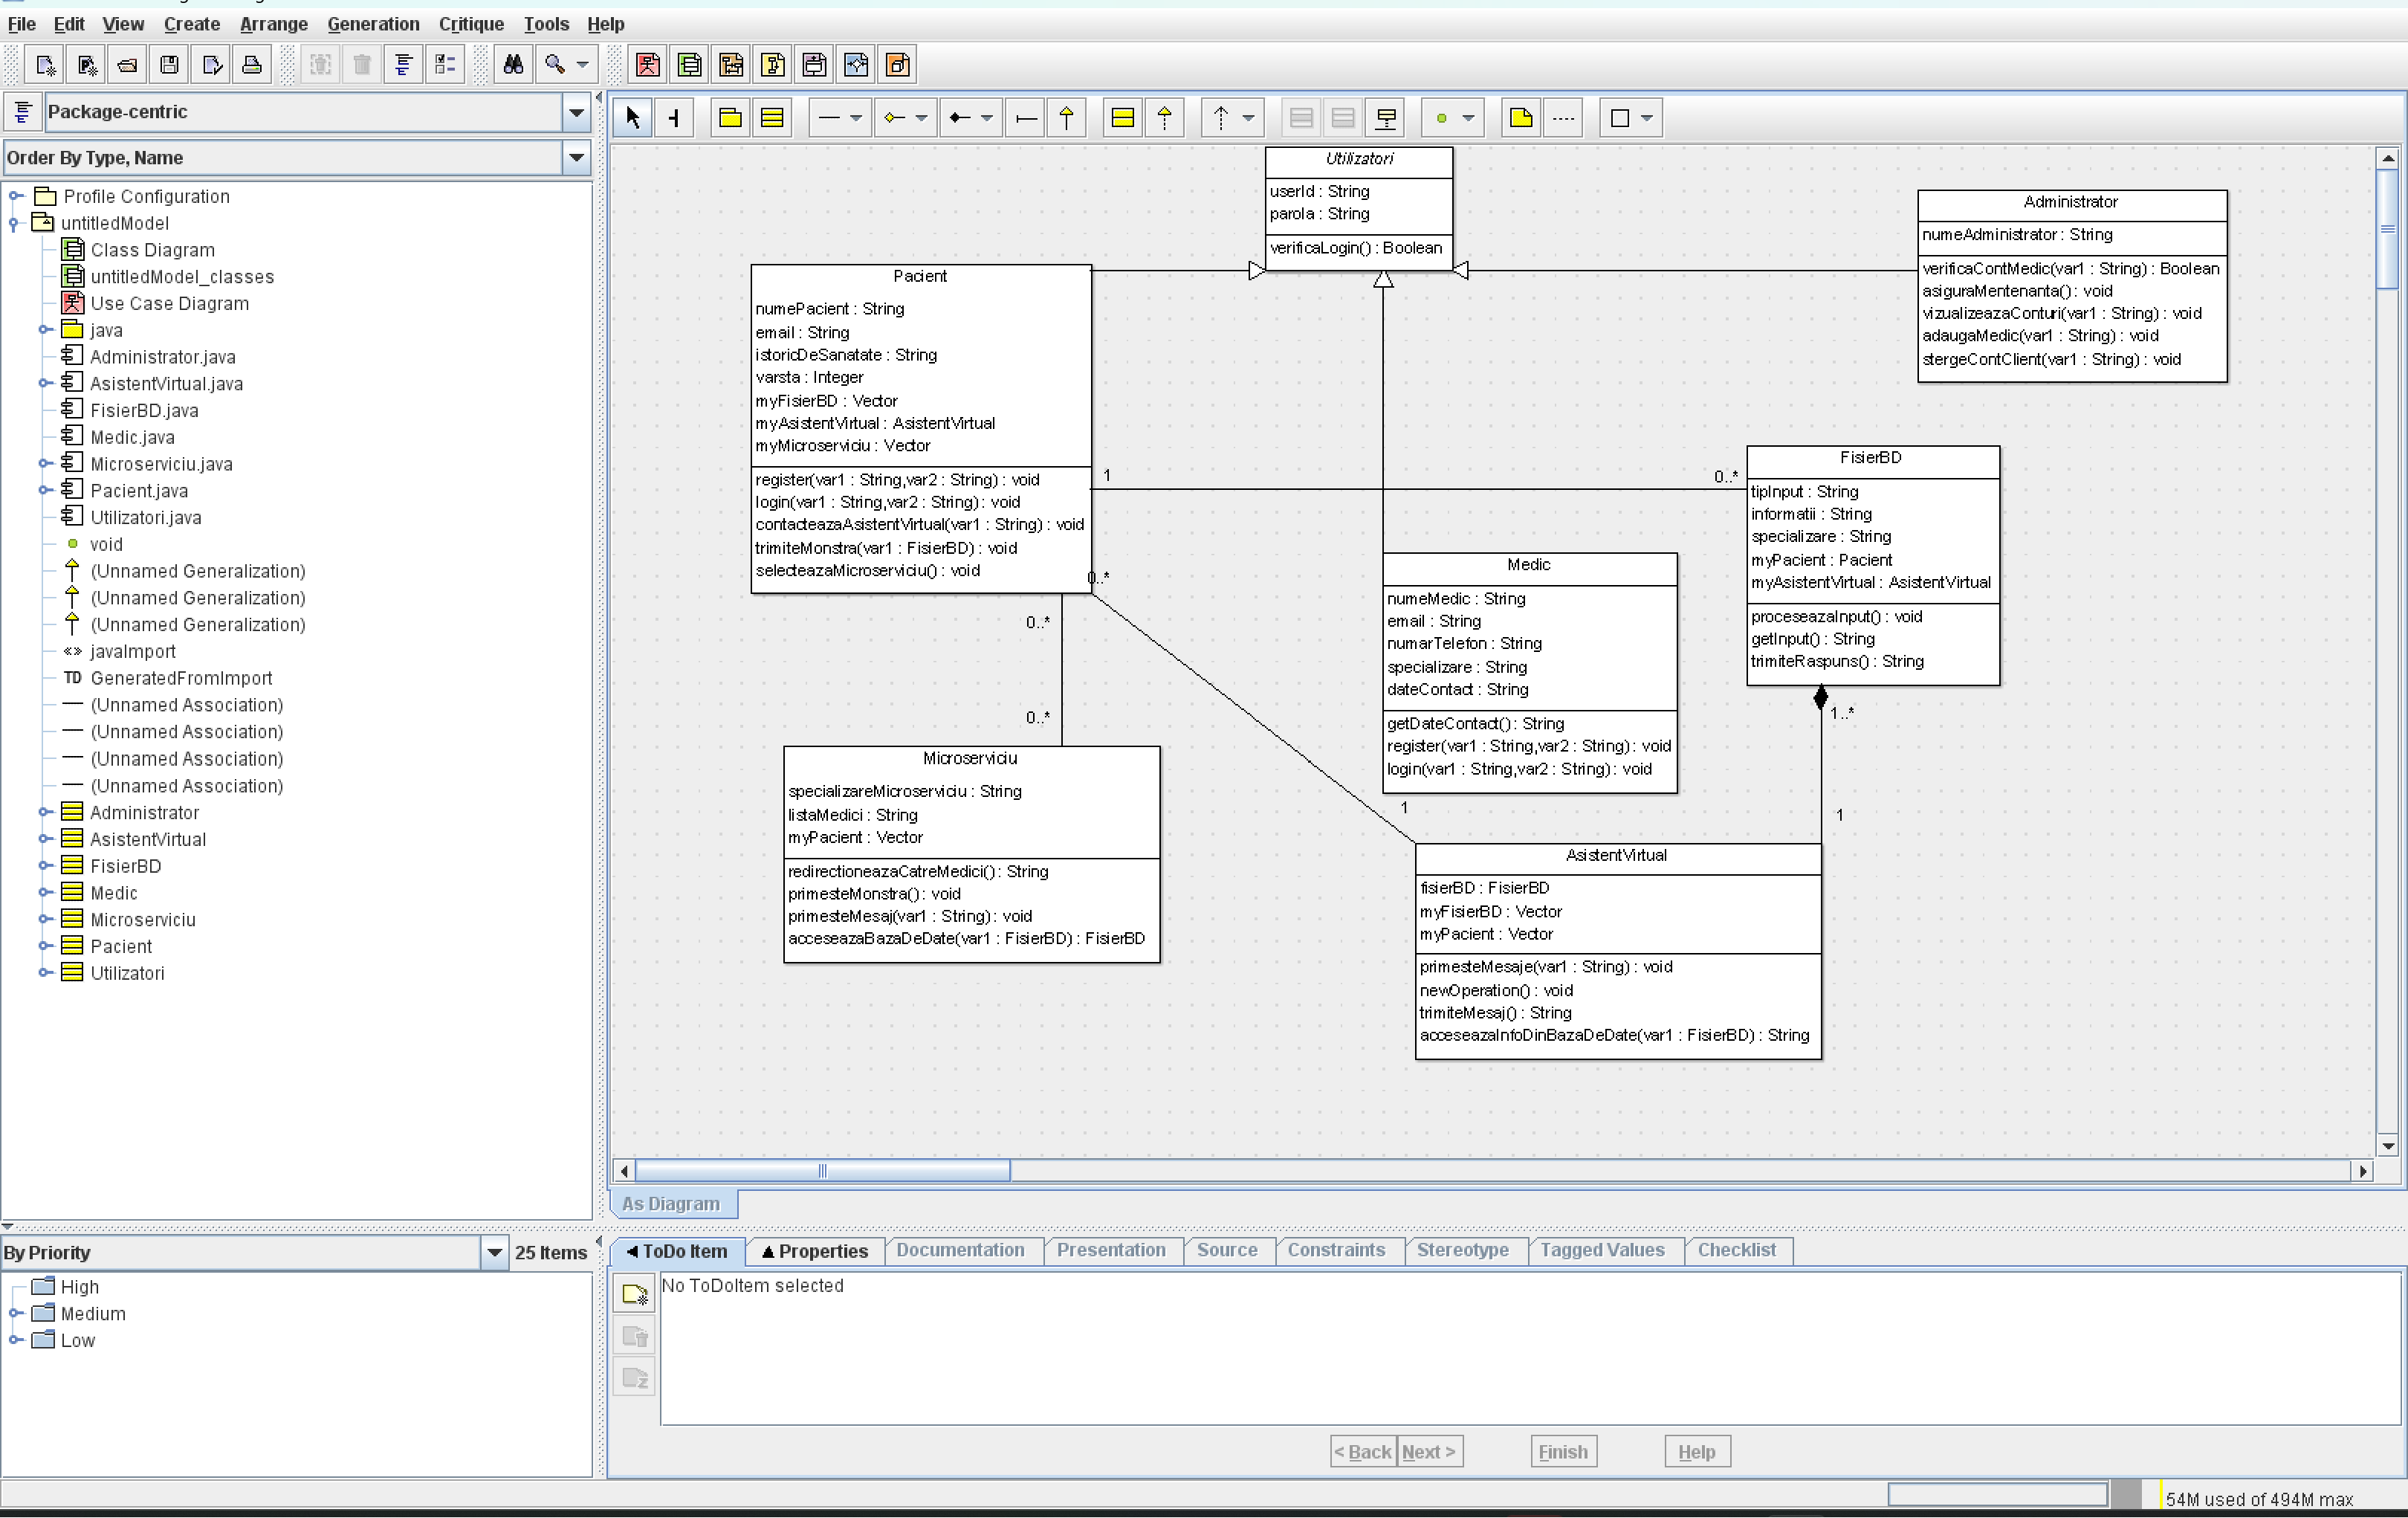 File Edit View Create Arrange Generation Critique Tools Help
Package-centric
Order By Type, Name
Profile Configuration
untitledModel
Class Diagram
untitledModel_classes
Use Case Diagram
java
Administrator.java
AsistentVirtual.java
FisierBD.java
Medic.java
Microserviciu.java
Pacient.java
Utilizatori.java
void
(Unnamed Generalization)
(Unnamed Generalization)
(Unnamed Generalization)
«» javaImport
TD GeneratedFromImport
(Unnamed Association)
(Unnamed Association)
(Unnamed Association)
(Unnamed Association)
Administrator
AsistentVirtual
FisierBD
Medic
Microserviciu
Pacient
Utilizatori
Utilizatori
userId : String
parola : String
verificaLogin() : Boolean
Administrator
numeAdministrator : String
verificaContMedic(var1 : String) : Boolean
asiguraMentenanta() : void
vizualizeazaConturi(var1 : String) : void
adaugaMedic(var1 : String) : void
stergeContClient(var1 : String) : void
Pacient
numePacient : String
email : String
istoricDeSanatate : String
varsta : Integer
myFisierBD : Vector
myAsistentVirtual : AsistentVirtual
myMicroserviciu : Vector
register(var1 : String,var2 : String) : void
login(var1 : String,var2 : String) : void
contacteazaAsistentVirtual(var1 : String) : void
trimiteMonstra(var1 : FisierBD) : void
selecteazaMicroserviciu() : void
1
0..*
FisierBD
tipInput : String
informatii : String
specializare : String
myPacient : Pacient
myAsistentVirtual : AsistentVirtual
proceseazaInput() : void
getInput() : String
trimiteRaspuns() : String
0..*
0..*
0..*
Medic
numeMedic : String
email : String
numarTelefon : String
specializare : String
dateContact : String
getDateContact() : String
register(var1 : String,var2 : String) : void
login(var1 : String,var2 : String) : void
1..*
1
1
Microserviciu
specializareMicroserviciu : String
listaMedici : String
myPacient : Vector
redirectioneazaCatreMedici() : String
primesteMonstra() : void
primesteMesaj(var1 : String) : void
acceseazaBazaDeDate(var1 : FisierBD) : FisierBD
AsistentVirtual
fisierBD : FisierBD
myFisierBD : Vector
myPacient : Vector
primesteMesaje(var1 : String) : void
newOperation() : void
trimiteMesaj() : String
acceseazaInfoDinBazaDeDate(var1 : FisierBD) : String
As Diagram
By Priority 25 Items
High
Medium
Low
ToDo Item Properties Documentation Presentation Source Constraints Stereotype Tagged Values Checklist
No ToDoItem selected
< Back Next > Finish Help
54M used of 494M max